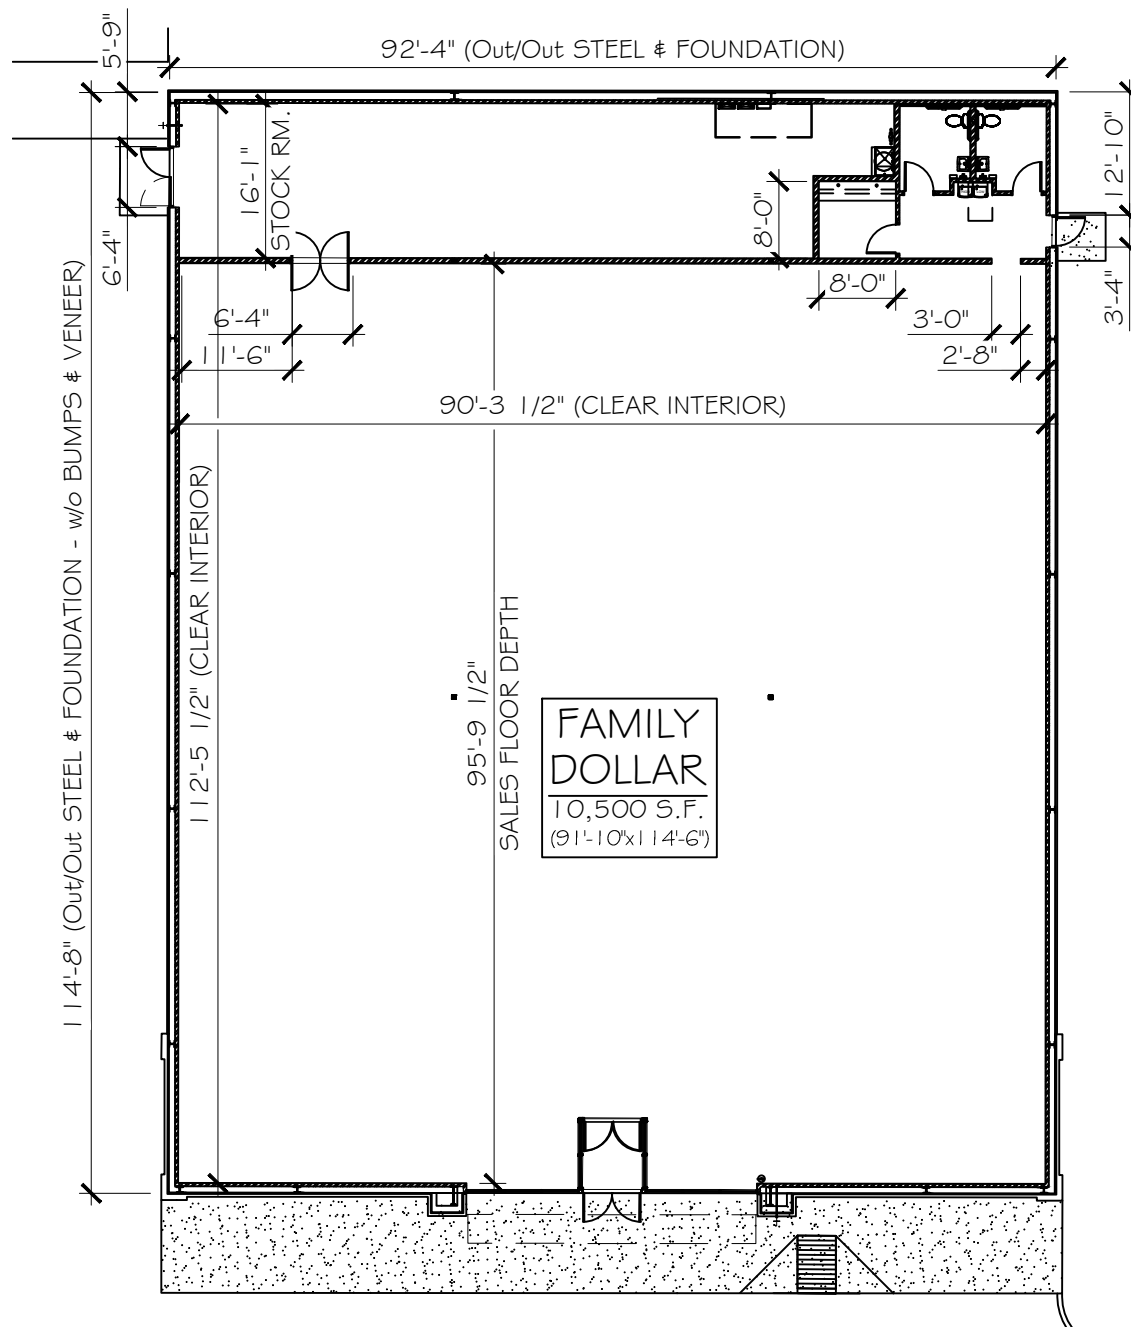 5'-9"
92'-4" (Out/Out STEEL & FOUNDATION)
12'-10"
16'-1"
STOCK RM.
8'-0"
6'-4"
8'-0"
3'-4"
6'-4"
3'-0"
11'-6"
2'-8"
90'-3 1/2" (CLEAR INTERIOR)
114'-8" (Out/Out STEEL & FOUNDATION - w/o BUMPS & VENEER)
112'-5 1/2" (CLEAR INTERIOR)
95'-9 1/2"
SALES FLOOR DEPTH
FAMILY
DOLLAR
10,500 S.F.
(91'-10"x114'-6")